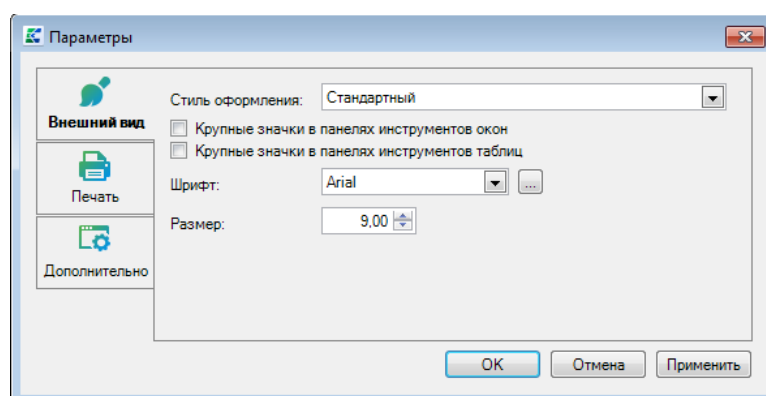 Параметры
Внешний вид
Печать
Дополнительно
Стиль оформления: Стандартный
Крупные значки в панелях инструментов окон
Крупные значки в панелях инструментов таблиц
Шрифт: Arial ...
Размер: 9,00
OK Отмена Применить